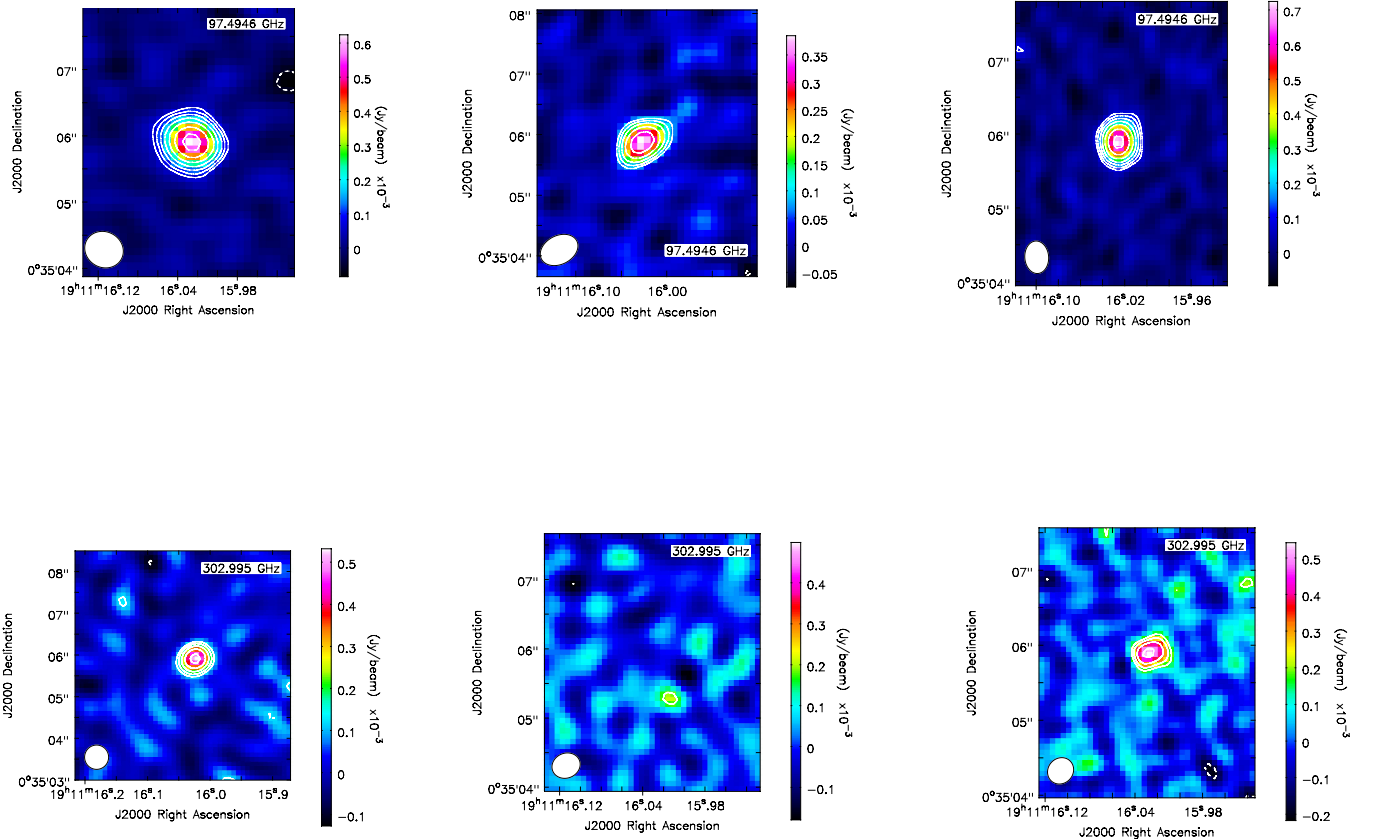 97.4946 GHz
07"
06"
05"
0°35'04"
19ʰ11ᵐ16ˢ.12
16ˢ.04
15ˢ.98
J2000 Right Ascension
J2000 Declination
0.6
0.5
0.4
0.3
0.2
0.1
0
(Jy/beam) ×10⁻³
97.4946 GHz
08"
07"
06"
05"
0°35'04"
19ʰ11ᵐ16ˢ.10
16ˢ.00
J2000 Right Ascension
J2000 Declination
0.35
0.3
0.25
0.2
0.15
0.1
0.05
0
−0.05
(Jy/beam) ×10⁻³
97.4946 GHz
07"
06"
05"
0°35'04"
19ʰ11ᵐ16ˢ.10
16ˢ.02
15ˢ.96
J2000 Right Ascension
J2000 Declination
0.7
0.6
0.5
0.4
0.3
0.2
0.1
0
(Jy/beam) ×10⁻³
302.995 GHz
08"
07"
06"
05"
04"
0°35'03"
19ʰ11ᵐ16ˢ.2
16ˢ.1
16ˢ.0
15ˢ.9
J2000 Right Ascension
J2000 Declination
0.5
0.4
0.3
0.2
0.1
0
−0.1
(Jy/beam) ×10⁻³
302.995 GHz
07"
06"
05"
0°35'04"
19ʰ11ᵐ16ˢ.12
16ˢ.04
15ˢ.98
J2000 Right Ascension
J2000 Declination
0.4
0.3
0.2
0.1
0
−0.1
(Jy/beam) ×10⁻³
302.995 GHz
07"
06"
05"
0°35'04"
19ʰ11ᵐ16ˢ.12
16ˢ.04
15ˢ.98
J2000 Right Ascension
J2000 Declination
0.5
0.4
0.3
0.2
0.1
0
−0.1
−0.2
(Jy/beam) ×10⁻³